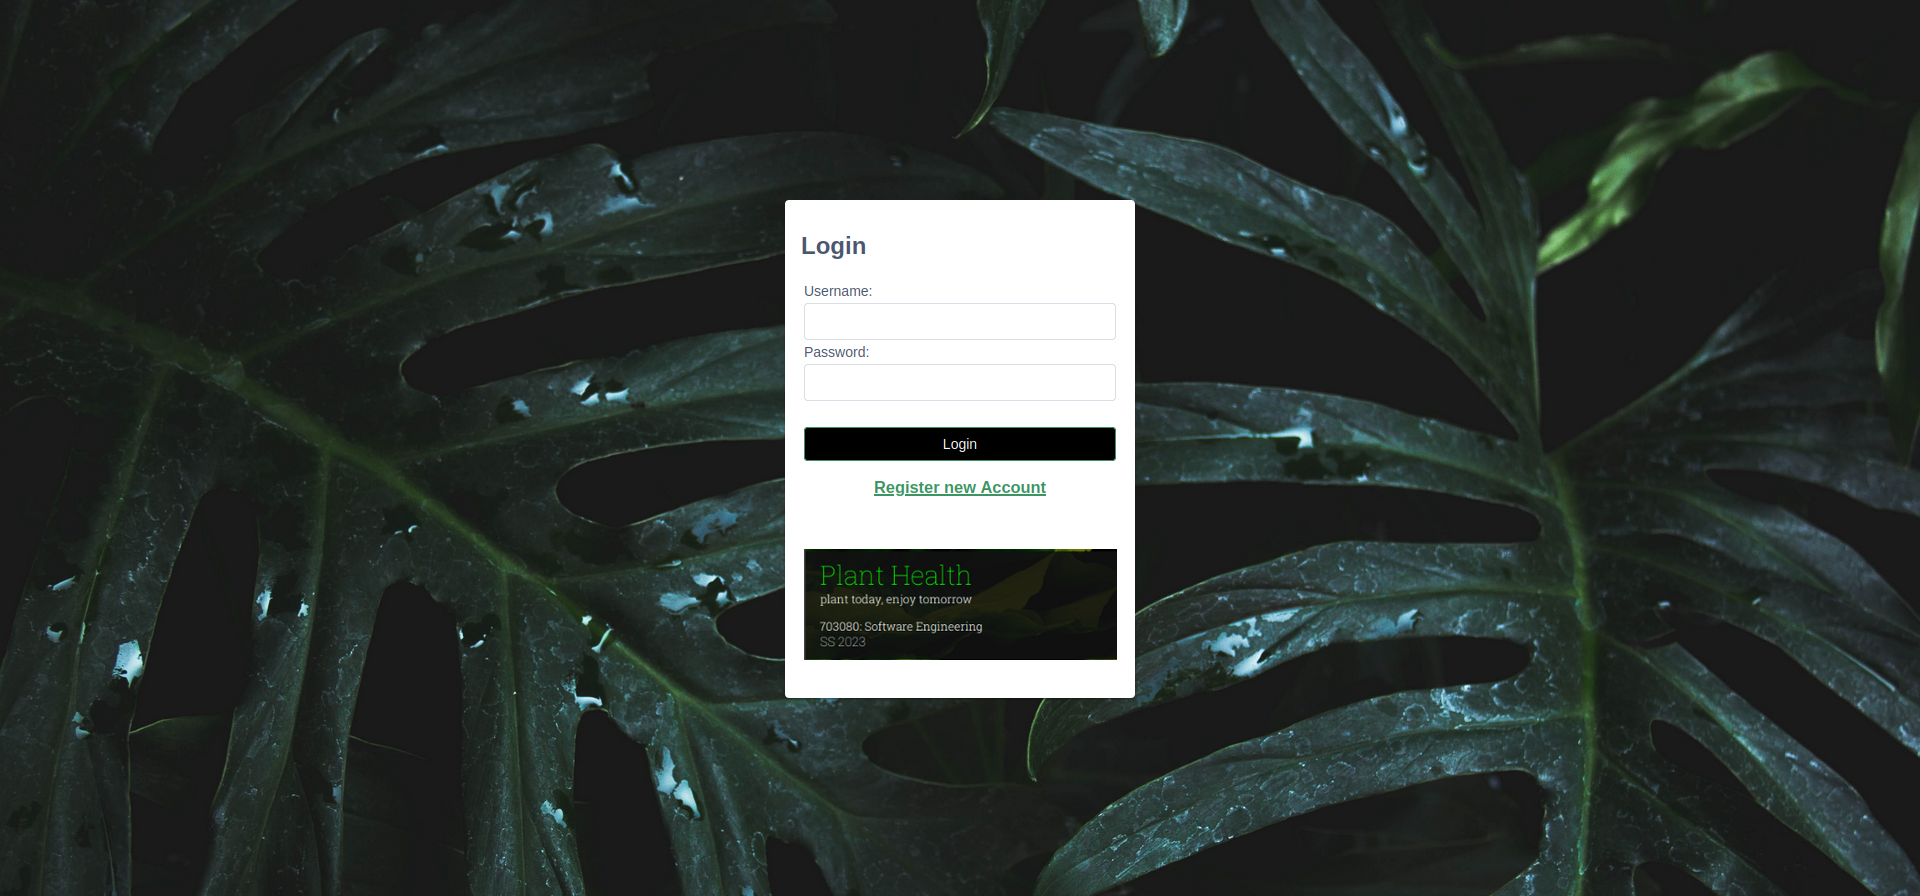 Login
Username:
Password:
Login
Register new Account
Plant Health
plant today, enjoy tomorrow
703080: Software Engineering
SS 2023